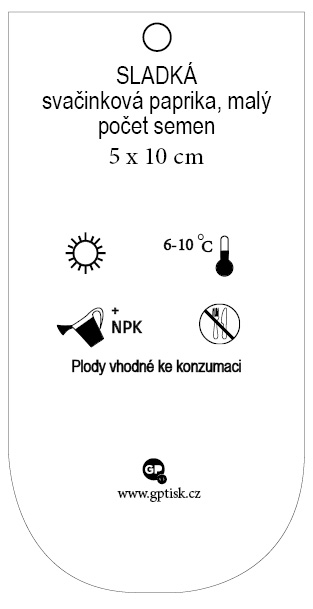 SLADKÁ
svačinková paprika, malý
počet semen
5 x 10 cm
6-10 °C
+
NPK
Plody vhodné ke konzumaci
GP
www.gptisk.cz